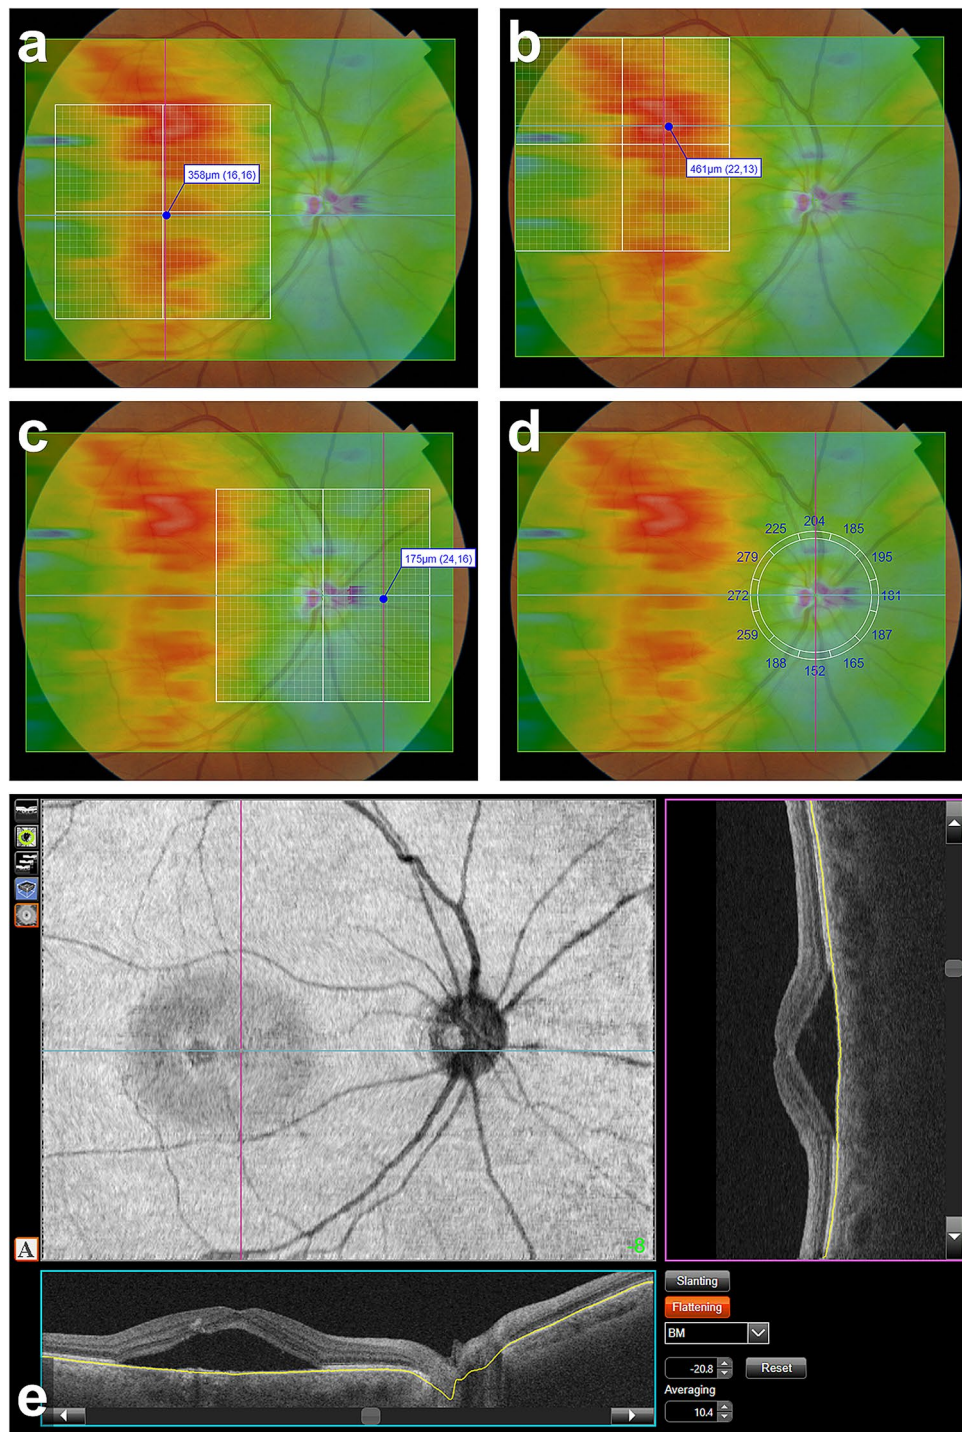 a
358µm (16,16)
b
461µm (22,13)
c
175µm (24,16)
d
204
225
185
279
195
272
181
259
187
188
165
152
A
-8
Slanting
Flattening
BM
-20.8
Reset
Averaging
10.4
e